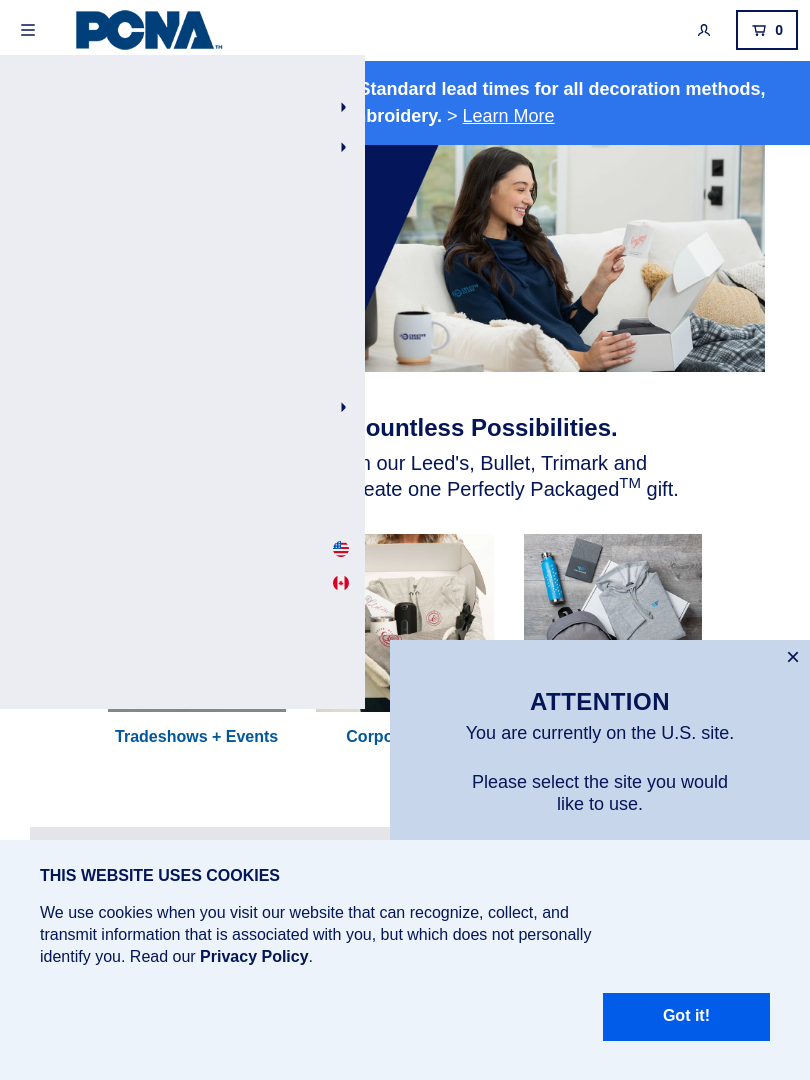 PCNA™
0
Standard lead times for all decoration methods,
broidery. > Learn More
ountless Possibilities.
n our Leed's, Bullet, Trimark and
eate one Perfectly Packaged™ gift.
Tradeshows + Events
Corpo
ATTENTION
You are currently on the U.S. site.
Please select the site you would
like to use.
THIS WEBSITE USES COOKIES
We use cookies when you visit our website that can recognize, collect, and
transmit information that is associated with you, but which does not personally
identify you. Read our Privacy Policy.
Got it!